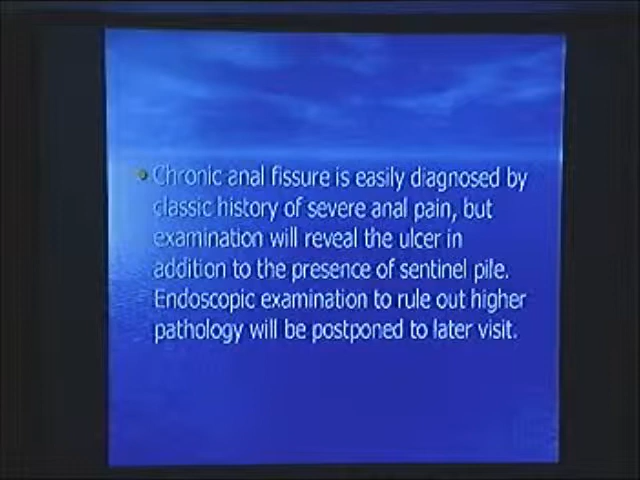 Chronic anal fissure is easily diagnosed by
classic history of severe anal pain, but
examination will reveal the ulcer in
addition to the presence of sentinel pile.
Endoscopic examination to rule out higher
pathology will be postponed to later visit.